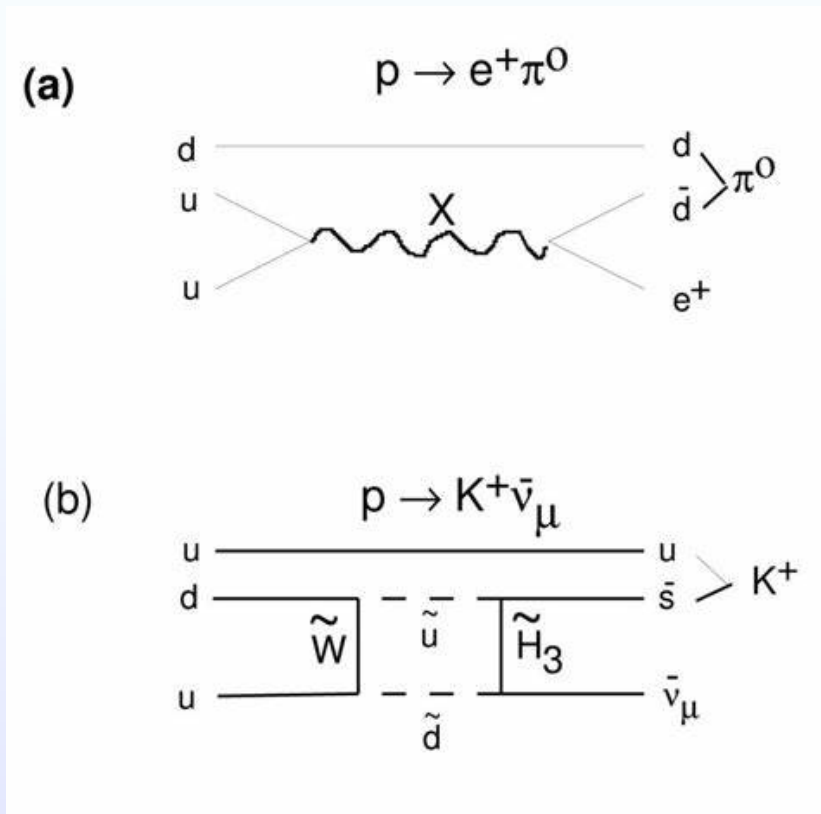 (a) p → e⁺π⁰
d d
u X d̄ π⁰
u e⁺
(b) p → K⁺ν̄μ
u u
d s̄ K⁺
W̃ ũ H̃₃
u ν̄μ
d̃